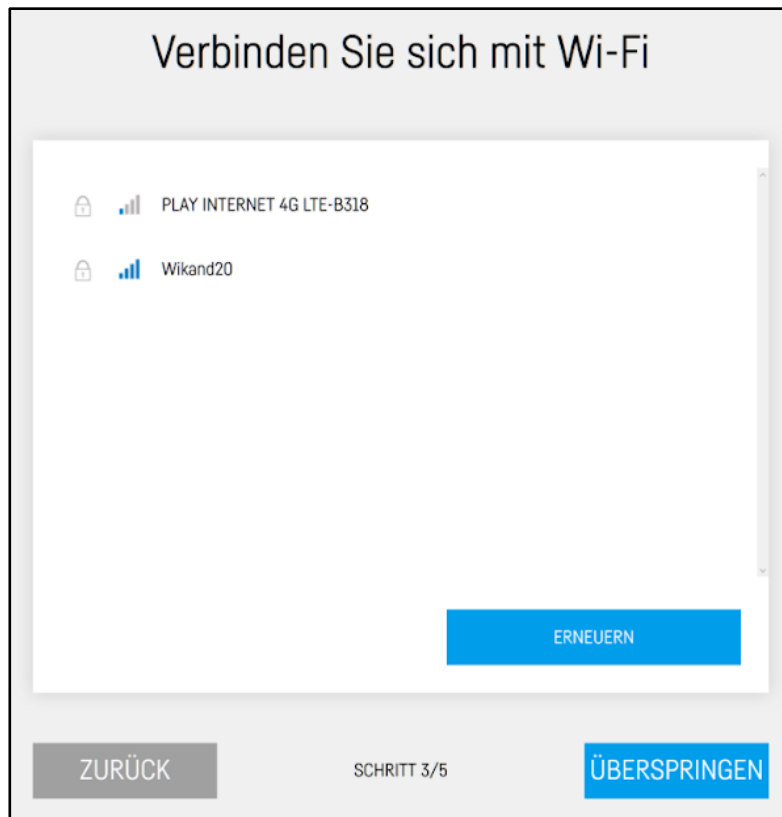 Verbinden Sie sich mit Wi-Fi
PLAY INTERNET 4G LTE-B318
Wikand20
ERNEUERN
ZURÜCK
SCHRITT 3/5
ÜBERSPRINGEN